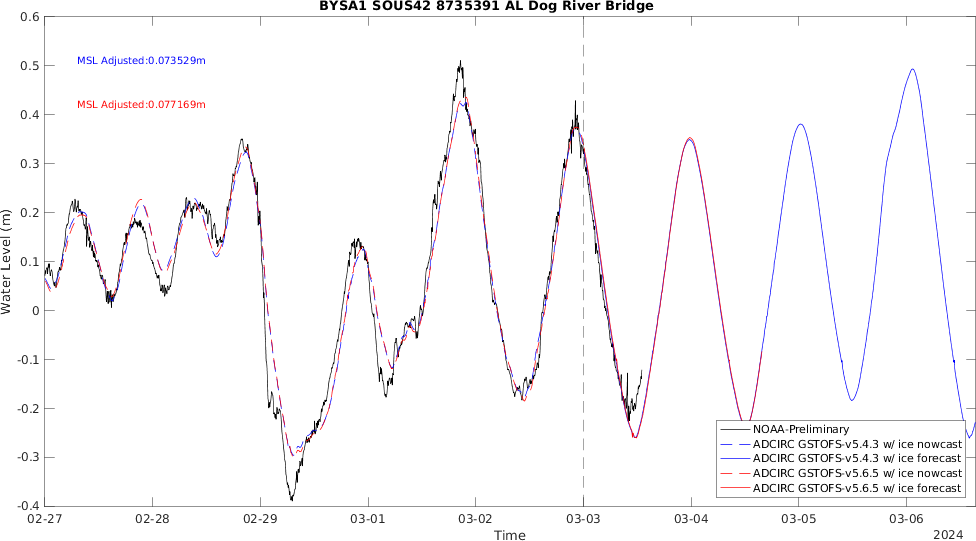 BYSA1 SOUS42 8735391 AL Dog River Bridge
0.6
0.5
0.4
0.3
0.2
0.1
0
-0.1
-0.2
-0.3
-0.4
Water Level (m)
MSL Adjusted:0.073529m
MSL Adjusted:0.077169m
NOAA-Preliminary
ADCIRC GSTOFS-v5.4.3 w/ ice nowcast
ADCIRC GSTOFS-v5.4.3 w/ ice forecast
ADCIRC GSTOFS-v5.6.5 w/ ice nowcast
ADCIRC GSTOFS-v5.6.5 w/ ice forecast
02-27 02-28 02-29 03-01 03-02 03-03 03-04 03-05 03-06
Time
2024